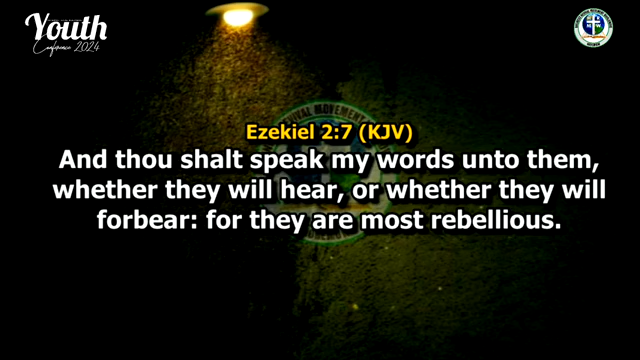 Youth
Conference 2024
Ezekiel 2:7 (KJV)
And thou shalt speak my words unto them,
whether they will hear, or whether they will
forbear: for they are most rebellious.